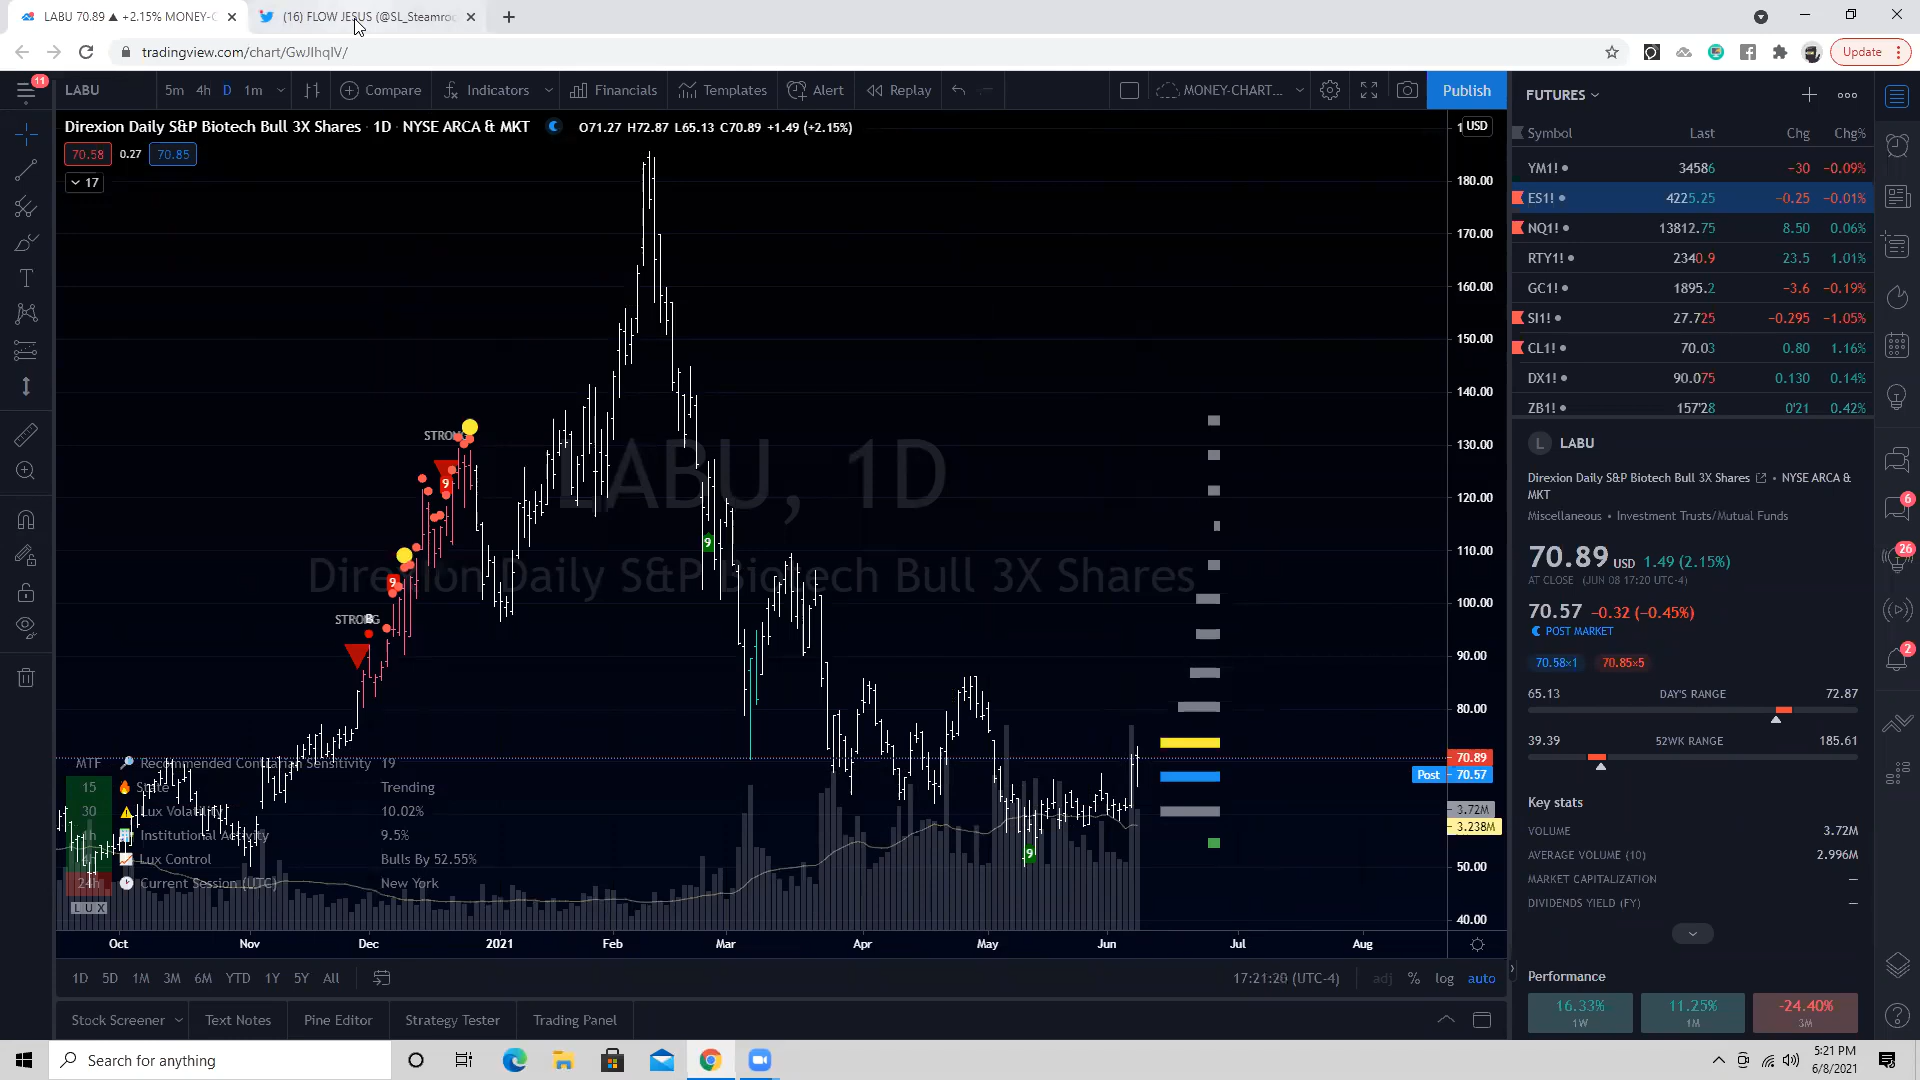 LABU 70.89 ▲ +2.15% MONEY-C
(16) FLOW JESUS (@SL_Steamroo
tradingview.com/chart/GwJIhqIV/
Update
11
LABU
5m 4h D 1m
Compare
Indicators
Financials
Templates
Alert
Replay
MONEY-CHART...
Publish
Direxion Daily S&P Biotech Bull 3X Shares · 1D · NYSE ARCA & MKT
O71.27 H72.87 L65.13 C70.89 +1.49 (+2.15%)
70.58 0.27 70.85
17
USD
180.00
170.00
160.00
150.00
140.00
130.00
120.00
110.00
100.00
90.00
80.00
70.89
Post 70.57
3.72M
3.238M
50.00
40.00
LABU, 1D
Direxion Daily S&P Biotech Bull 3X Shares
STRONG
9
9
STRONG
9
9
MTF Recommended Contrarian Sensitivity 19
15 State Trending
30 Lux Volatility 10.02%
1h Institutional Activity 9.5%
Lux Control Bulls By 52.55%
24h Current Session (UTC) New York
LUX
Oct Nov Dec 2021 Feb Mar Apr May Jun Jul Aug
1D 5D 1M 3M 6M YTD 1Y 5Y All
17:21:20 (UTC-4) adj % log auto
Stock Screener Text Notes Pine Editor Strategy Tester Trading Panel
FUTURES
Symbol Last Chg Chg%
YM1! 34586 −30 −0.09%
ES1! 4225.25 −0.25 −0.01%
NQ1! 13812.75 8.50 0.06%
RTY1! 2340.9 23.5 1.01%
GC1! 1895.2 −3.6 −0.19%
SI1! 27.725 −0.295 −1.05%
CL1! 70.03 0.80 1.16%
DX1! 90.075 0.130 0.14%
ZB1! 157'28 0'21 0.42%
L LABU
Direxion Daily S&P Biotech Bull 3X Shares • NYSE ARCA &
MKT
Miscellaneous • Investment Trusts/Mutual Funds
70.89 USD 1.49 (2.15%)
AT CLOSE (JUN 08 17:20 UTC-4)
70.57 −0.32 (−0.45%)
POST MARKET
70.58×1 70.85×5
65.13 DAY'S RANGE 72.87
39.39 52WK RANGE 185.61
Key stats
VOLUME 3.72M
AVERAGE VOLUME (10) 2.996M
MARKET CAPITALIZATION —
DIVIDENDS YIELD (FY) —
Performance
16.33% 11.25% -24.40%
1W 1M 3M
6
26
2
Search for anything
5:21 PM
6/8/2021